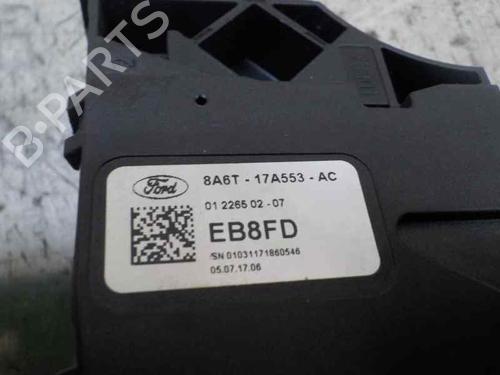 B-PARTS
Ford
8A6T - 17A553 - AC
01 2265 02 - 07
EB8FD
/SN 01031171860546
05.07.17.06